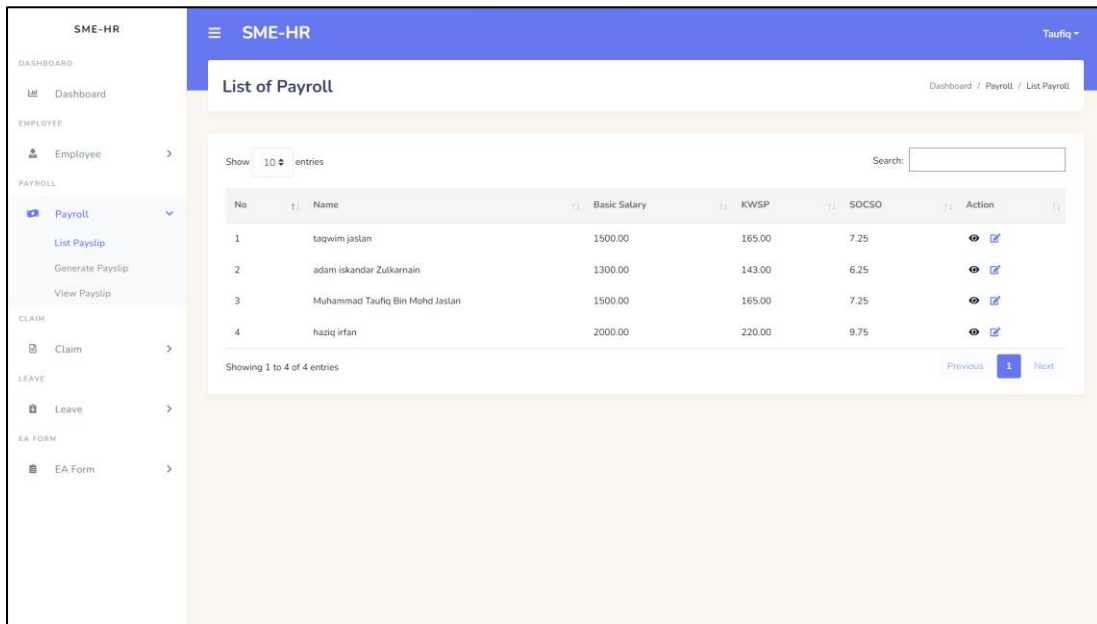 SME-HR
DASHBOARD
Dashboard
EMPLOYEE
Employee
PAYROLL
Payroll
List Payslip
Generate Payslip
View Payslip
CLAIM
Claim
LEAVE
Leave
EA FORM
EA Form
SME-HR Taufiq
List of Payroll Dashboard / Payroll / List Payroll
Show 10 entries Search:
No Name Basic Salary KWSP SOCSO Action
1 taqwim jaslan 1500.00 165.00 7.25
2 adam iskandar Zulkarnain 1300.00 143.00 6.25
3 Muhammad Taufiq Bin Mohd Jaslan 1500.00 165.00 7.25
4 haziq irfan 2000.00 220.00 9.75
Showing 1 to 4 of 4 entries Previous 1 Next